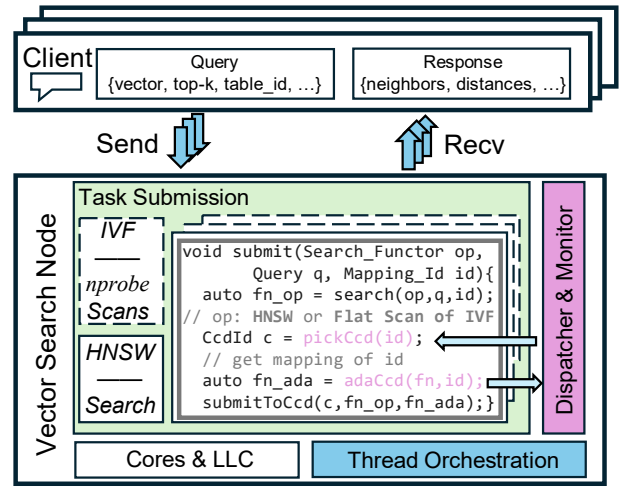 Client
Query
{vector, top-k, table_id, …}
Response
{neighbors, distances, …}
Send
Recv
Vector Search Node
Task Submission
IVF
nprobe
Scans
HNSW
Search
void submit(Search_Functor op,
Query q, Mapping_Id id){
auto fn_op = search(op,q,id);
// op: HNSW or Flat Scan of IVF
CcdId c = pickCcd(id);
// get mapping of id
auto fn_ada = adaCcd(fn,id);
submitToCcd(c,fn_op,fn_ada);}
Dispatcher & Monitor
Cores & LLC
Thread Orchestration